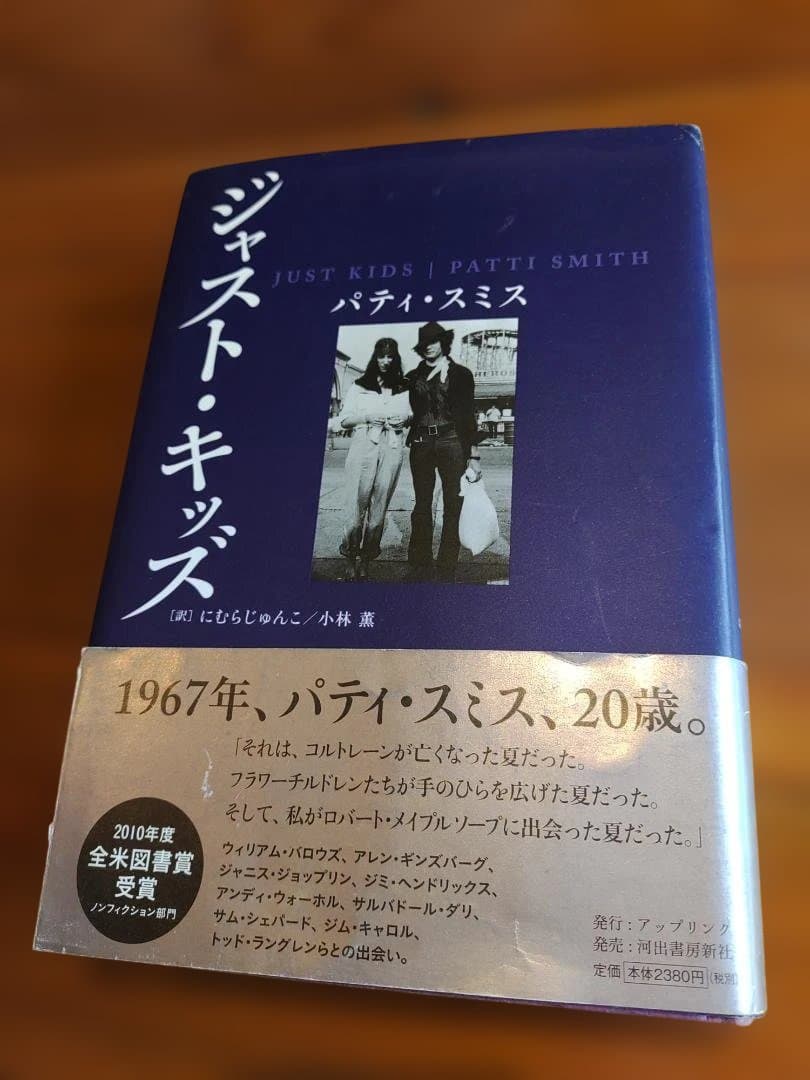 ジャスト・キッズ
JUST KIDS | PATTI SMITH
パティ・スミス
HEROS
[訳] にむらじゅんこ／小林 薫
1967年、パティ・スミス、20歳。
「それは、コルトレーンが亡くなった夏だった。
フラワーチルドレンたちが手のひらを広げた夏だった。
そして、私がロバート・メイプルソープに出会った夏だった。」
2010年度
全米図書賞
受賞
ノンフィクション部門
ウィリアム・バロウズ、アレン・ギンズバーグ、
ジャニス・ジョップリン、ジミ・ヘンドリックス、
アンディ・ウォーホル、サルバドール・ダリ、
サム・シェパード、ジム・キャロル、
トッド・ラングレンらとの出会い。
発行：アップリンク
発売：河出書房新社
定価 本体2380円 (税別)